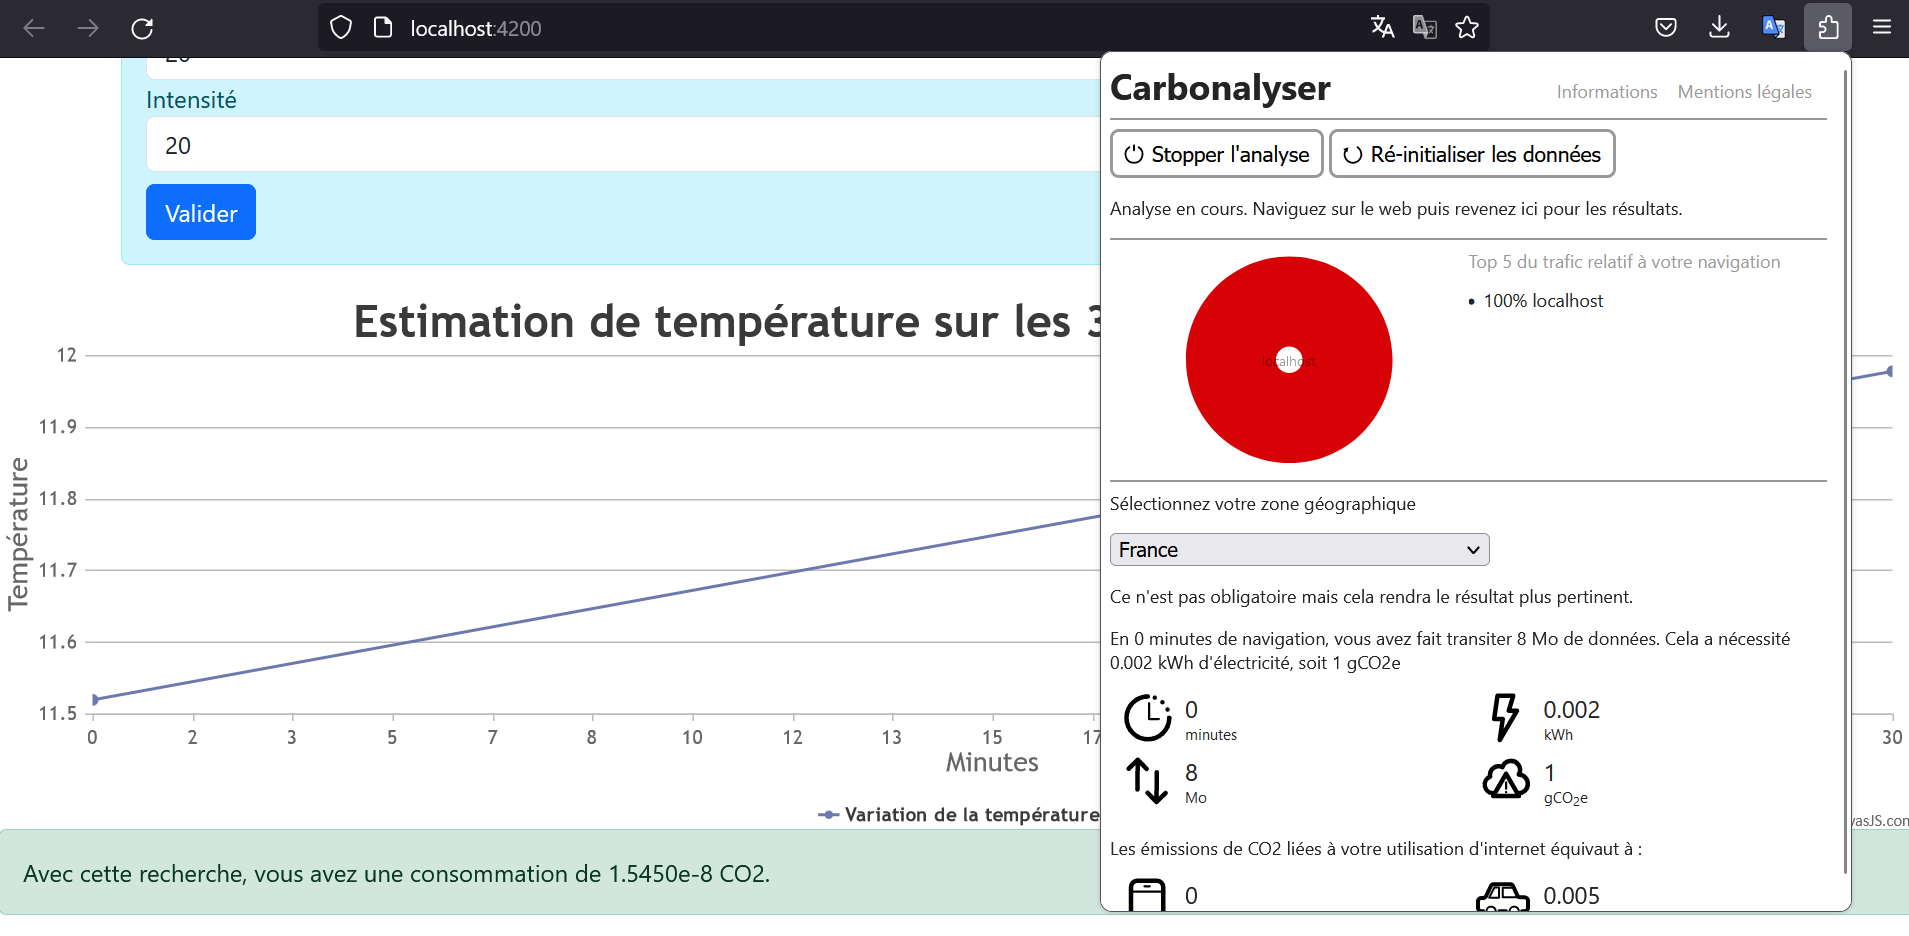 localhost:4200
20
Intensité
20
Valider
Estimation de température sur les 3
12
11.9
11.8
11.7
11.6
11.5
Température
0 2 3 5 7 8 10 12 13 15 17 30
Minutes
Variation de la température
Avec cette recherche, vous avez une consommation de 1.5450e-8 CO2.
Carbonalyser
Informations Mentions légales
Stopper l'analyse Ré-initialiser les données
Analyse en cours. Naviguez sur le web puis revenez ici pour les résultats.
localhost
Top 5 du trafic relatif à votre navigation
• 100% localhost
Sélectionnez votre zone géographique
France
Ce n'est pas obligatoire mais cela rendra le résultat plus pertinent.
En 0 minutes de navigation, vous avez fait transiter 8 Mo de données. Cela a nécessité
0.002 kWh d'électricité, soit 1 gCO2e
0
minutes
0.002
kWh
8
Mo
1
gCO2e
Les émissions de CO2 liées à votre utilisation d'internet équivaut à :
0
0.005